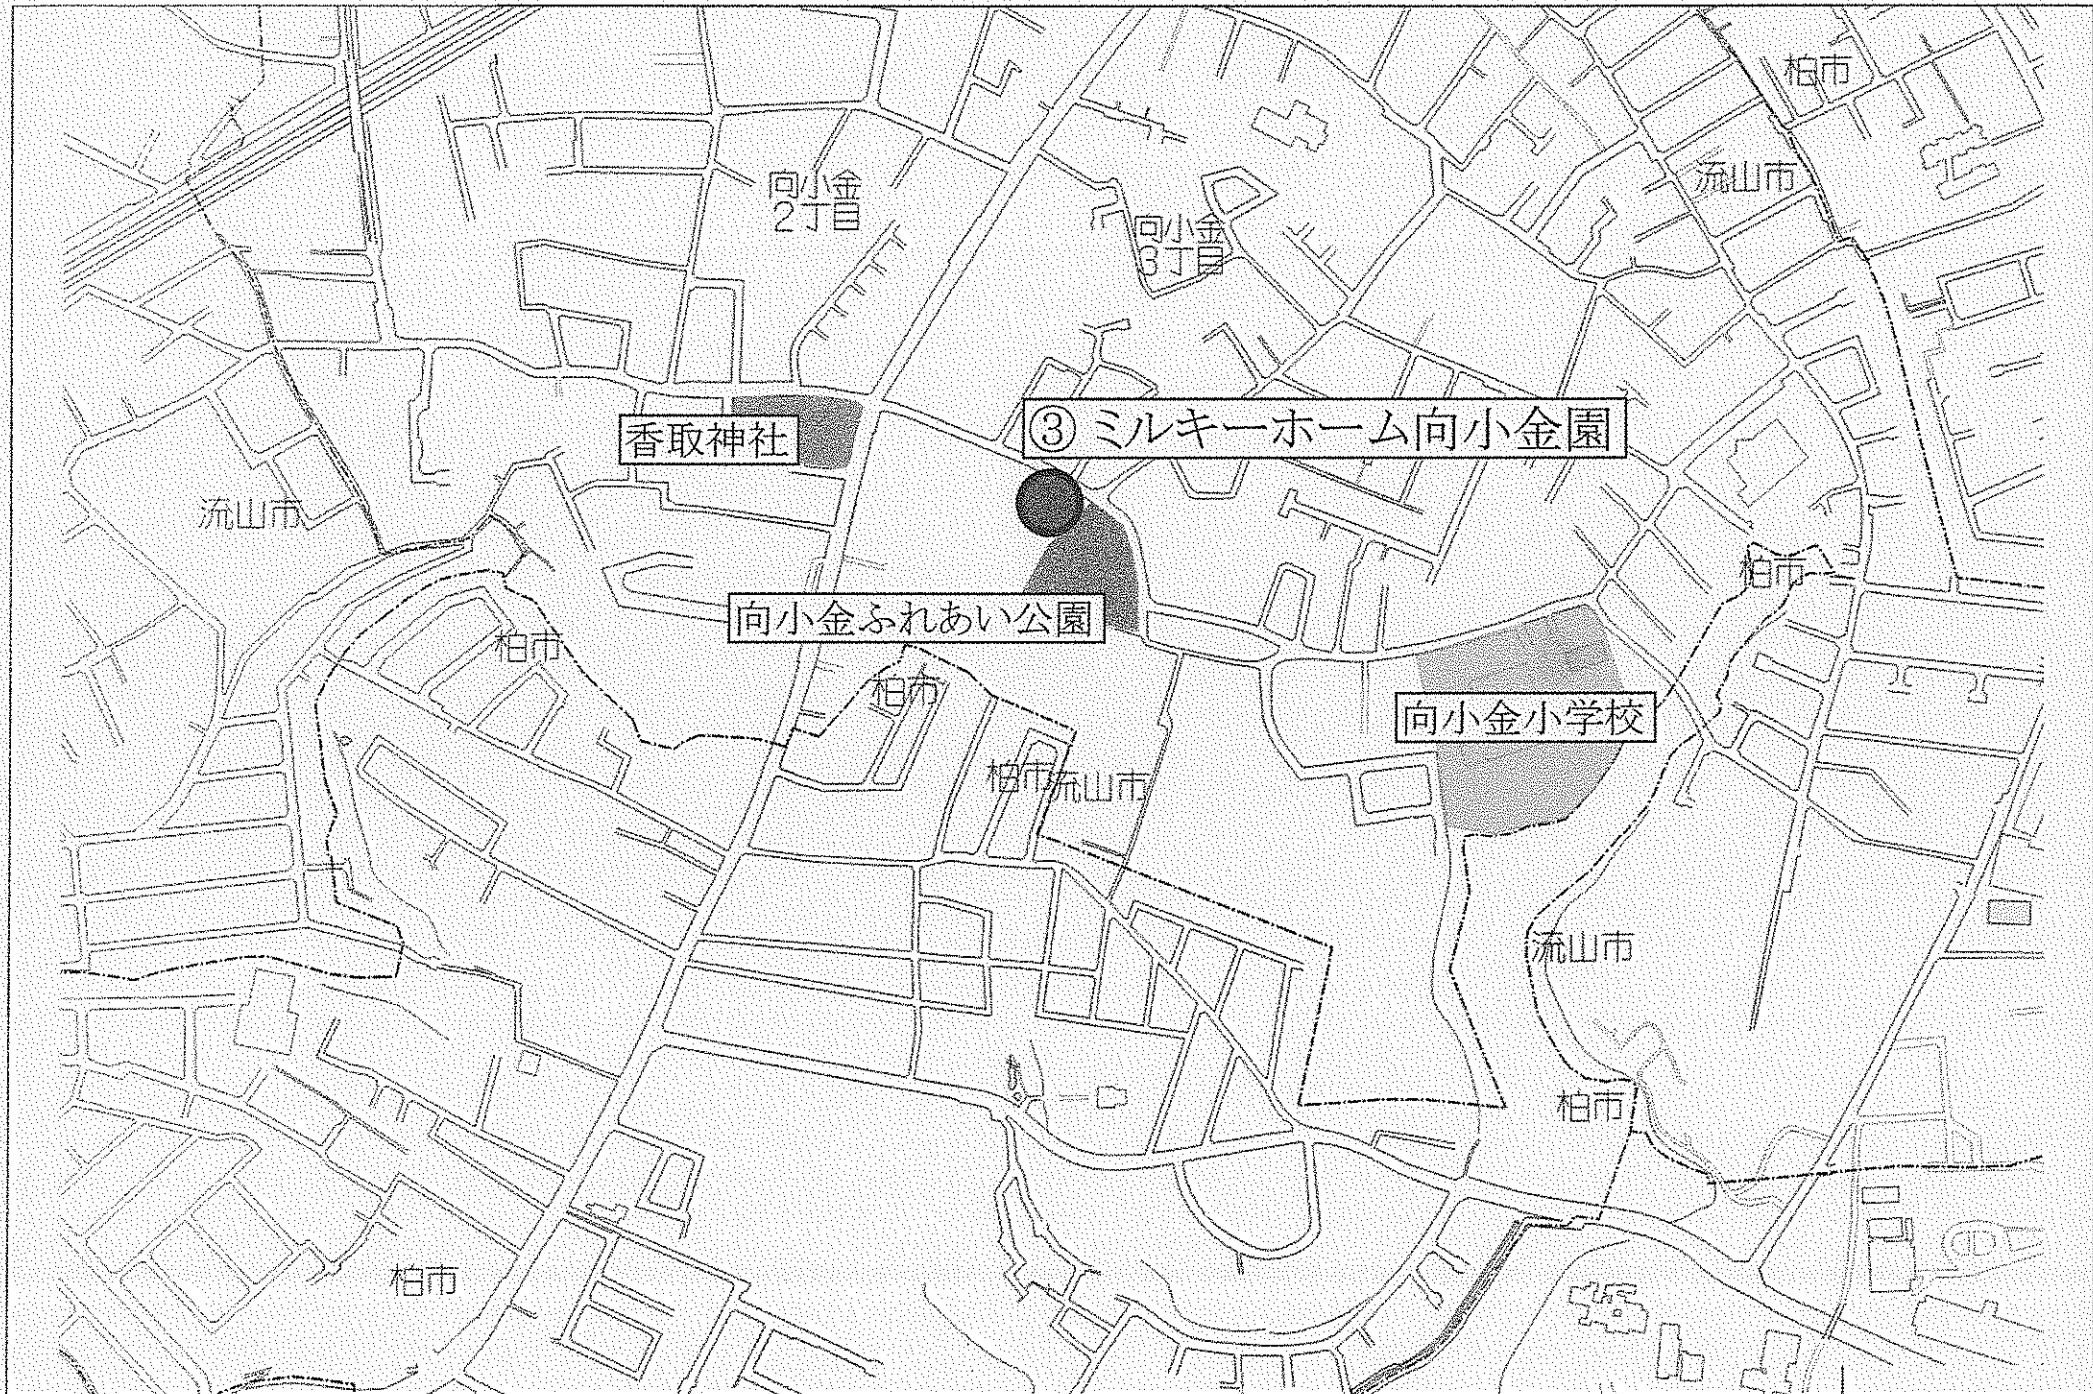 柏市
流山市
向小金
2丁目
向小金
3丁目
香取神社
③ミルキーホーム向小金園
流山市
柏市
向小金ふれあい公園
柏市
柏市
向小金小学校
柏市
流山市
流山市
柏市
柏市